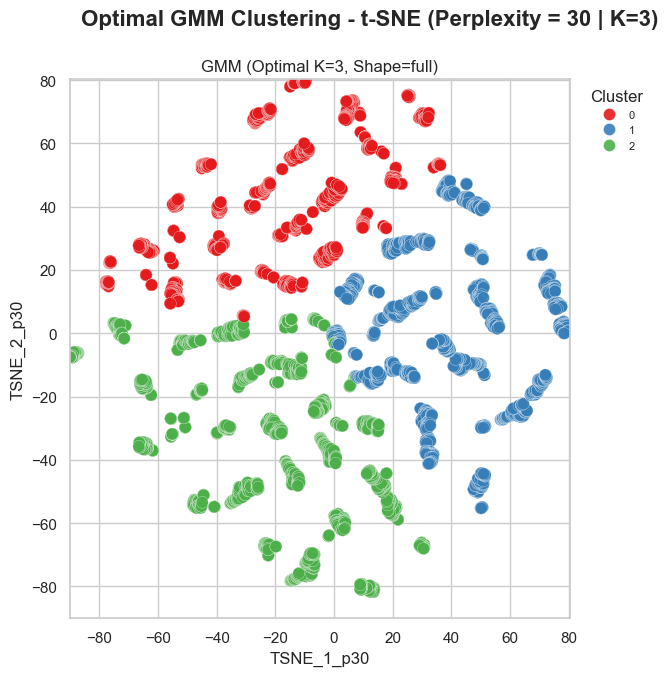 Optimal GMM Clustering - t-SNE (Perplexity = 30 | K=3)
GMM (Optimal K=3, Shape=full)
Cluster
0
1
2
80
60
40
20
0
−20
−40
−60
−80
TSNE_2_p30
−80 −60 −40 −20 0 20 40 60 80
TSNE_1_p30